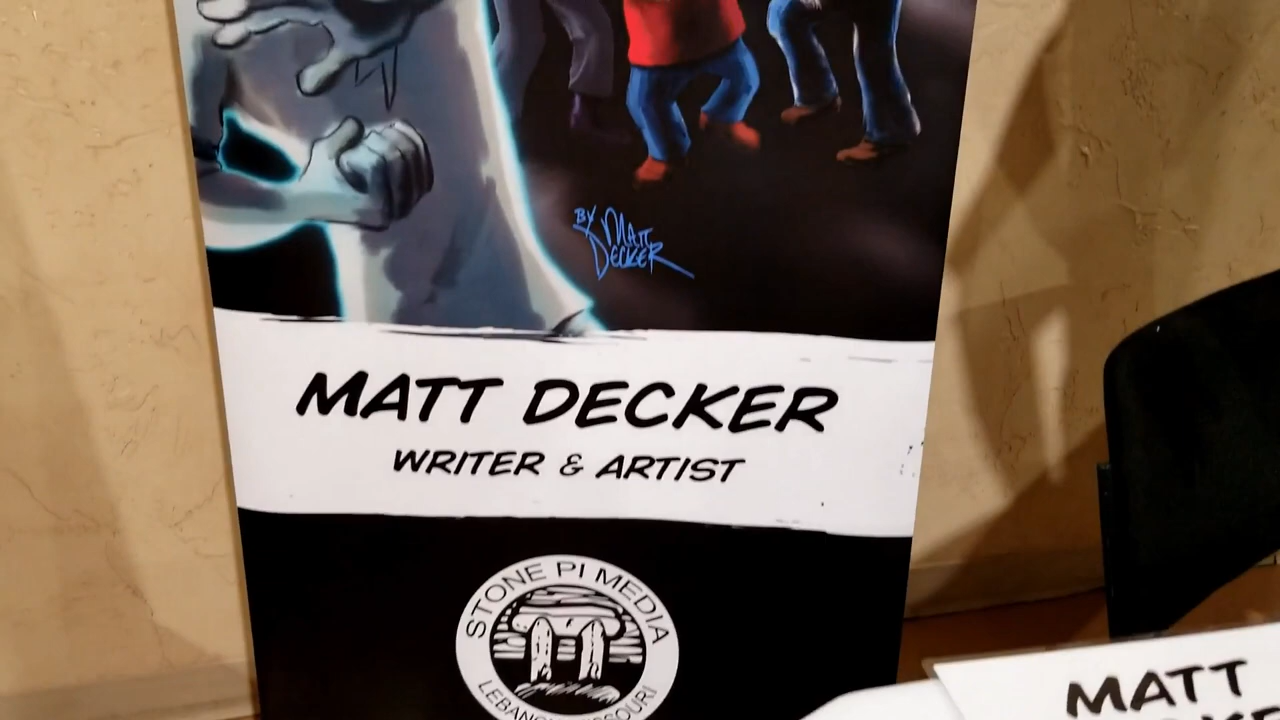 BY MATT
DECKER
MATT DECKER
WRITER & ARTIST
STONE PI MEDIA
MATT